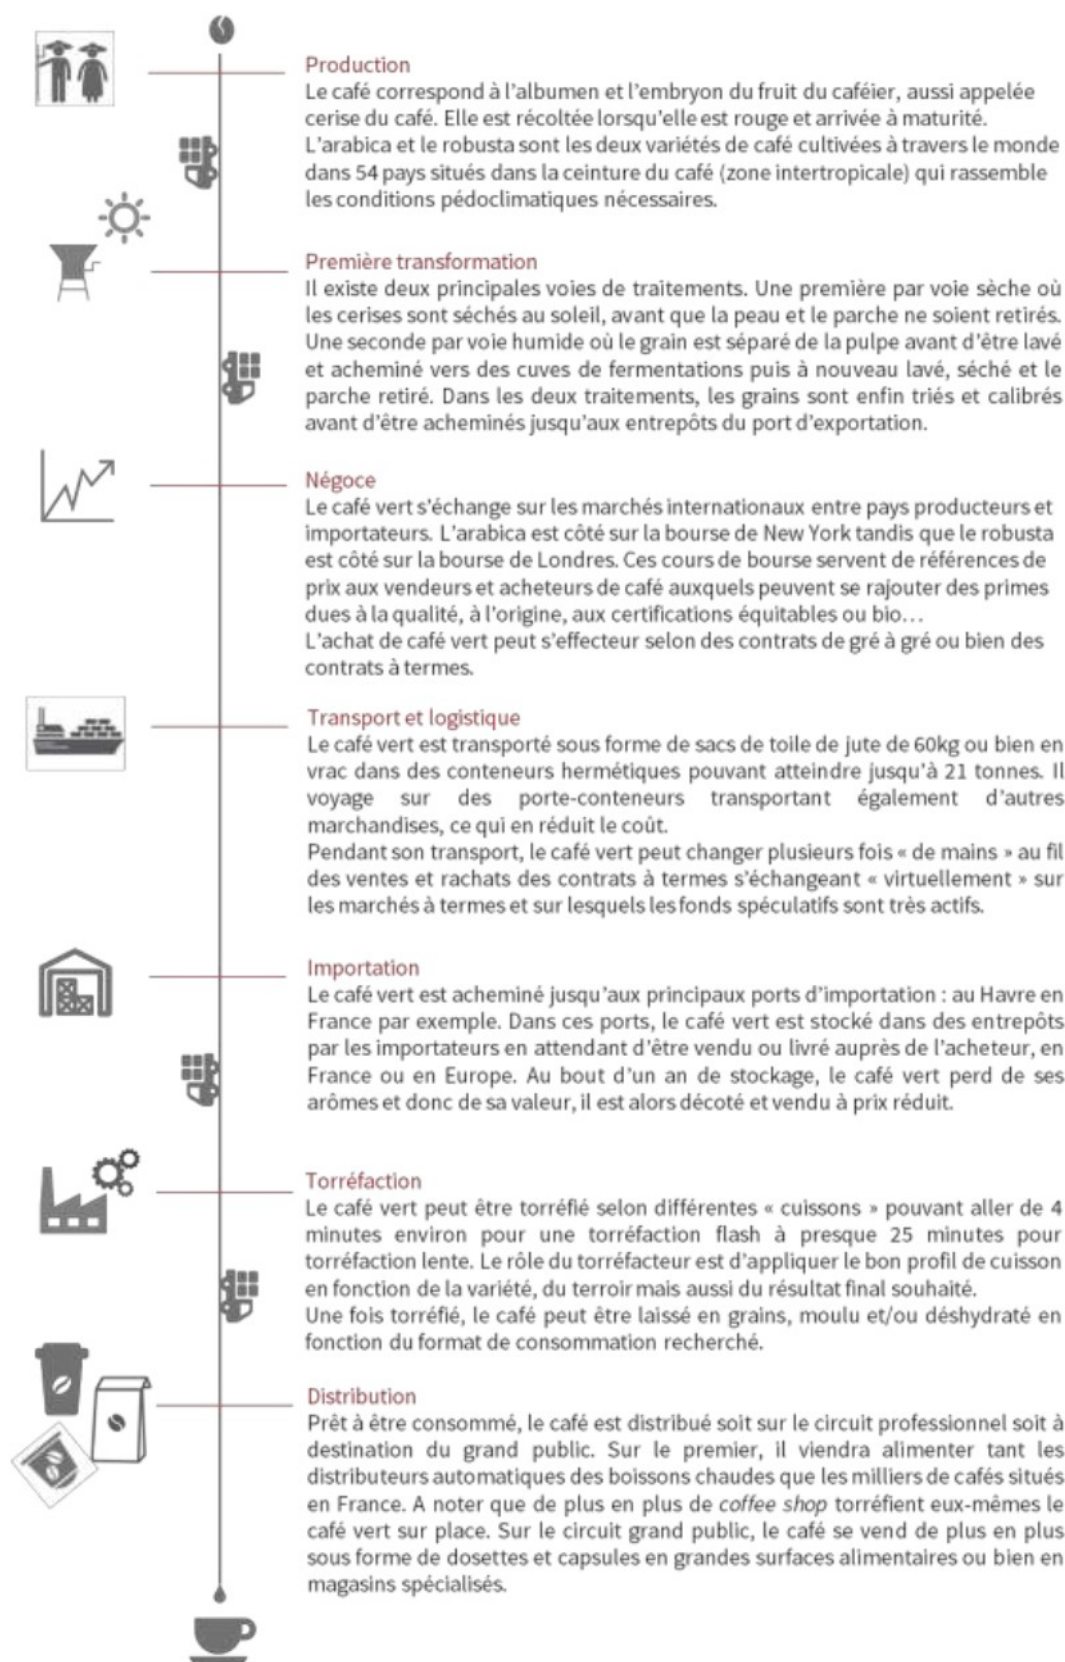 Production
Le café correspond à l'albumen et l'embryon du fruit du caféier, aussi appelée
cerise du café. Elle est récoltée lorsqu'elle est rouge et arrivée à maturité.
L'arabica et le robusta sont les deux variétés de café cultivées à travers le monde
dans 54 pays situés dans la ceinture du café (zone intertropicale) qui rassemble
les conditions pédoclimatiques nécessaires.
Première transformation
Il existe deux principales voies de traitements. Une première par voie sèche où
les cerises sont séchés au soleil, avant que la peau et le parche ne soient retirés.
Une seconde par voie humide où le grain est séparé de la pulpe avant d'être lavé
et acheminé vers des cuves de fermentations puis à nouveau lavé, séché et le
parche retiré. Dans les deux traitements, les grains sont enfin triés et calibrés
avant d'être acheminés jusqu'aux entrepôts du port d'exportation.
Négoce
Le café vert s'échange sur les marchés internationaux entre pays producteurs et
importateurs. L'arabica est côté sur la bourse de New York tandis que le robusta
est côté sur la bourse de Londres. Ces cours de bourse servent de références de
prix aux vendeurs et acheteurs de café auxquels peuvent se rajouter des primes
dues à la qualité, à l'origine, aux certifications équitables ou bio…
L'achat de café vert peut s'effecteur selon des contrats de gré à gré ou bien des
contrats à termes.
Transport et logistique
Le café vert est transporté sous forme de sacs de toile de jute de 60kg ou bien en
vrac dans des conteneurs hermétiques pouvant atteindre jusqu'à 21 tonnes. Il
voyage sur des porte-conteneurs transportant également d'autres
marchandises, ce qui en réduit le coût.
Pendant son transport, le café vert peut changer plusieurs fois « de mains » au fil
des ventes et rachats des contrats à termes s'échangeant « virtuellement » sur
les marchés à termes et sur lesquels les fonds spéculatifs sont très actifs.
Importation
Le café vert est acheminé jusqu'aux principaux ports d'importation : au Havre en
France par exemple. Dans ces ports, le café vert est stocké dans des entrepôts
par les importateurs en attendant d'être vendu ou livré auprès de l'acheteur, en
France ou en Europe. Au bout d'un an de stockage, le café vert perd de ses
arômes et donc de sa valeur, il est alors décoté et vendu à prix réduit.
Torréfaction
Le café vert peut être torréfié selon différentes « cuissons » pouvant aller de 4
minutes environ pour une torréfaction flash à presque 25 minutes pour
torréfaction lente. Le rôle du torréfacteur est d'appliquer le bon profil de cuisson
en fonction de la variété, du terroir mais aussi du résultat final souhaité.
Une fois torréfié, le café peut être laissé en grains, moulu et/ou déshydraté en
fonction du format de consommation recherché.
Distribution
Prêt à être consommé, le café est distribué soit sur le circuit professionnel soit à
destination du grand public. Sur le premier, il viendra alimenter tant les
distributeurs automatiques des boissons chaudes que les milliers de cafés situés
en France. A noter que de plus en plus de coffee shop torréfient eux-mêmes le
café vert sur place. Sur le circuit grand public, le café se vend de plus en plus
sous forme de dosettes et capsules en grandes surfaces alimentaires ou bien en
magasins spécialisés.